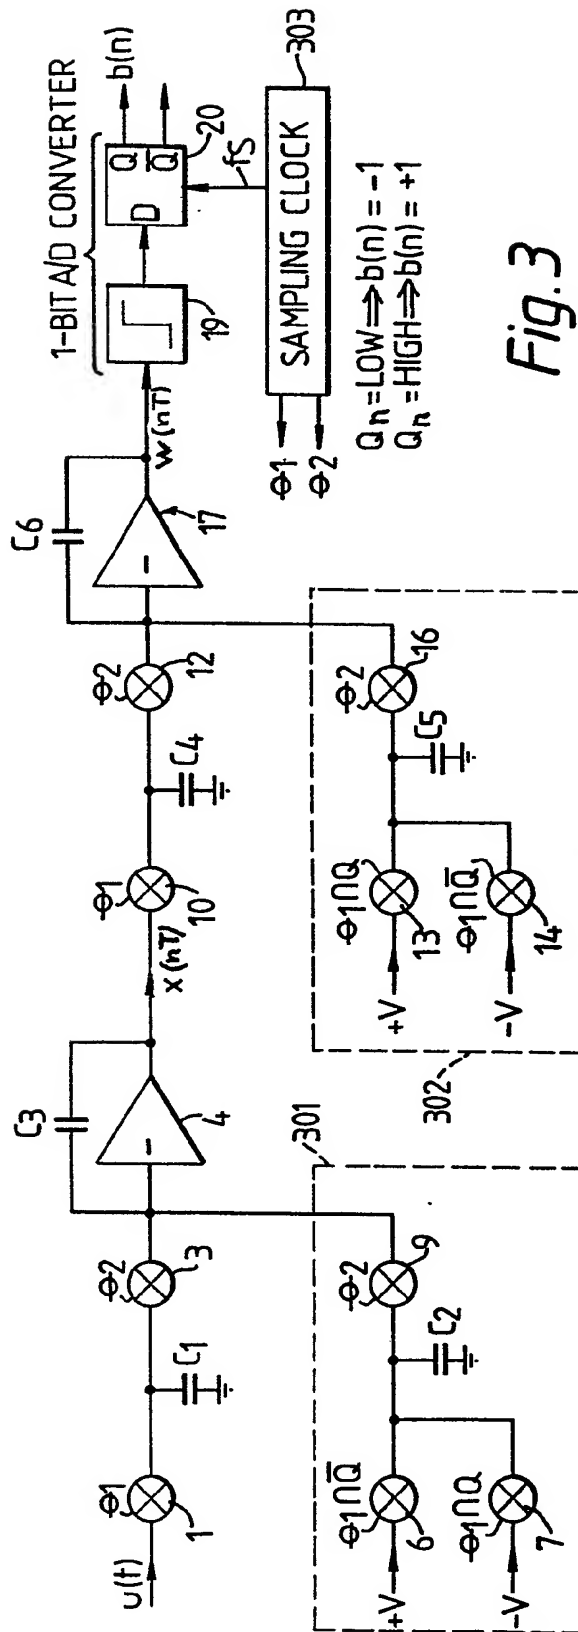 1-BIT A/D CONVERTER
C3
C6
u(t)
Φ1
1
C1
Φ2
3
4
x(nT)
Φ1
10
C4
Φ2
12
17
w(nT)
19
D
Q
Q̅
20
b(n)
fs
SAMPLING CLOCK
303
Φ1
Φ2
301
+V
Φ1∩Q̅
6
-V
Φ1∩Q
7
C2
Φ2
9
302
+V
Φ1∩Q
13
-V
Φ1∩Q̅
14
C5
Φ2
16
Qn=LOW⇒b(n)=-1
Qn=HIGH⇒b(n)=+1
Fig.3